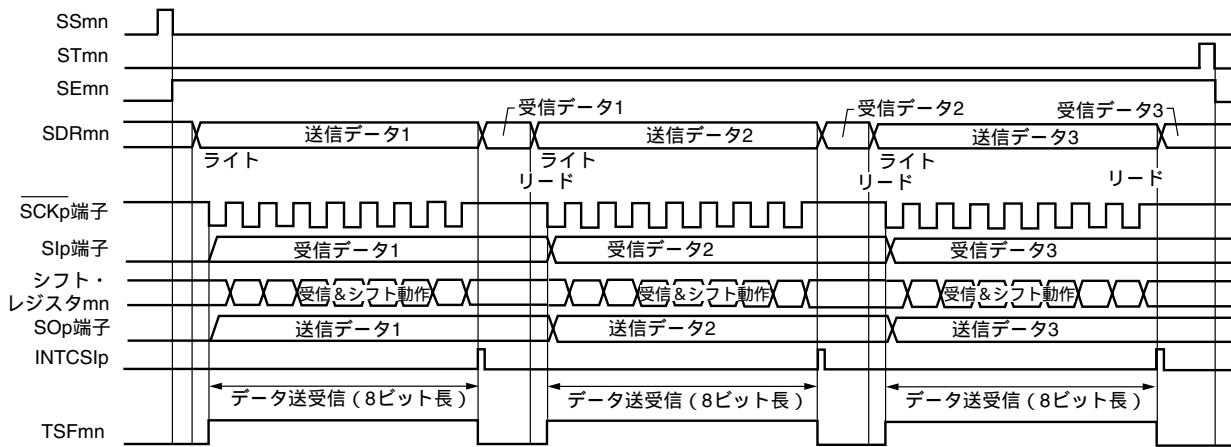 SSmn
STmn
SEmn
受信データ1 受信データ2 受信データ3
SDRmn 送信データ1 送信データ2 送信データ3
ライト ライト ライト
リード リード リード
SCKp端子
SIp端子 受信データ1 受信データ2 受信データ3
シフト・
レジスタmn 受信&シフト動作 受信&シフト動作 受信&シフト動作
SOp端子 送信データ1 送信データ2 送信データ3
INTCSIp
データ送受信(8ビット長) データ送受信(8ビット長) データ送受信(8ビット長)
TSFmn